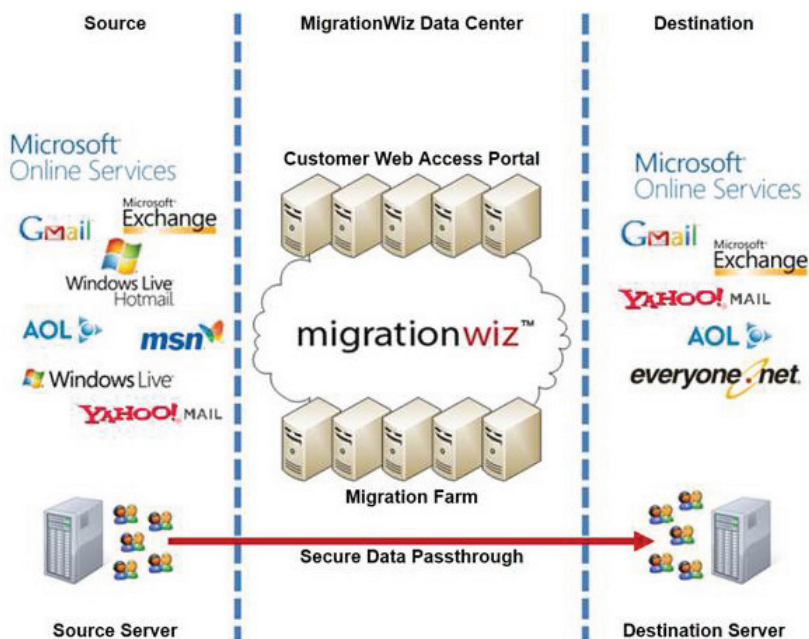 Source
MigrationWiz Data Center
Destination
Microsoft
Online Services
Gmail
Microsoft
Exchange
Windows Live
Hotmail
AOL
msn
Windows Live
YAHOO! MAIL
Customer Web Access Portal
migrationwiz™
Migration Farm
Microsoft
Online Services
Gmail
Microsoft
Exchange
YAHOO! MAIL
AOL
everyone.net
Secure Data Passthrough
Source Server
Destination Server